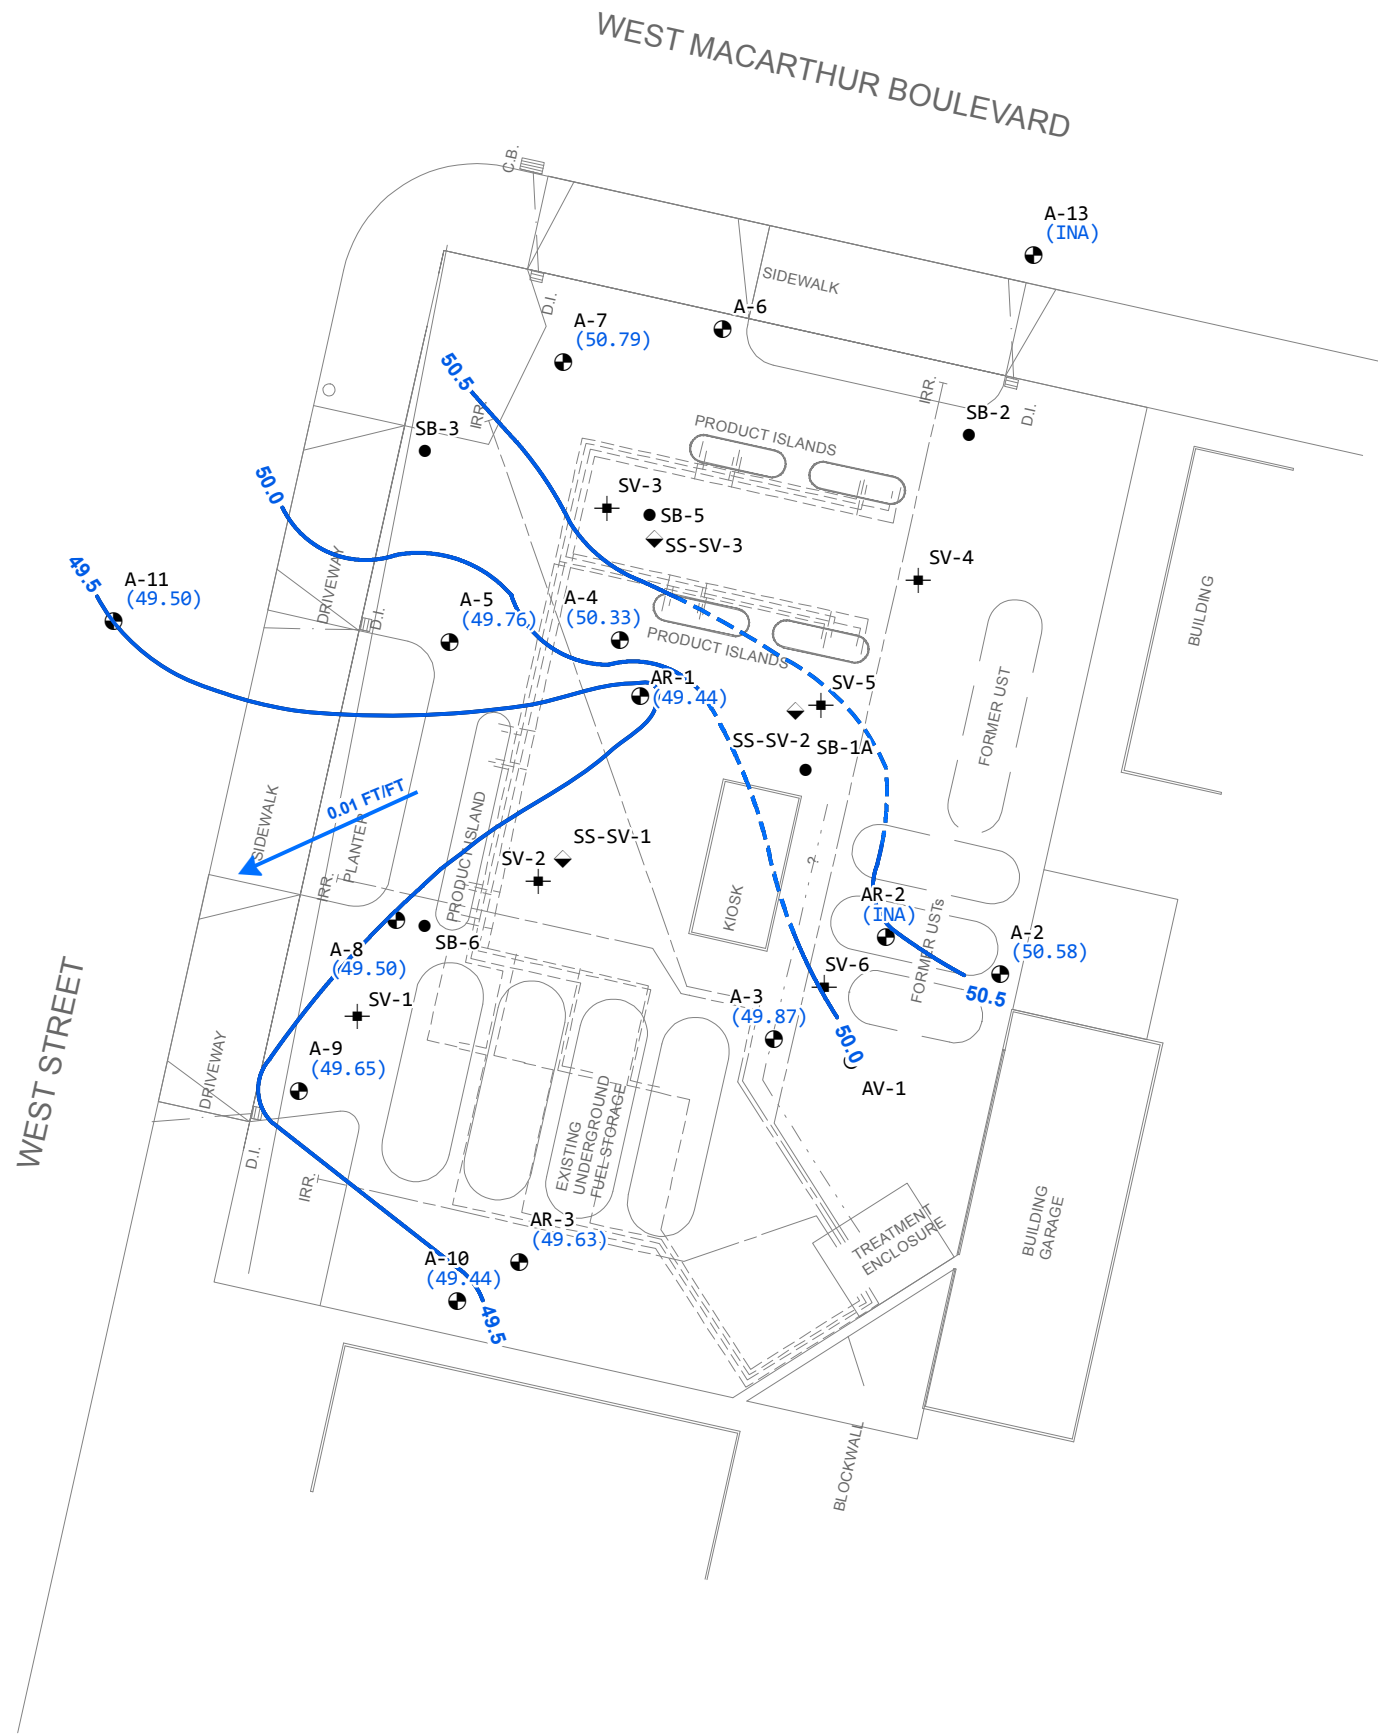 WEST MACARTHUR BOULEVARD
C.B.
A-13
(INA)
SIDEWALK
D.I.
A-6
A-7
(50.79)
50.5
IRR.
D.I.
SB-2
IRR.
SB-3
PRODUCT ISLANDS
50.0
SV-3
SB-5
SS-SV-3
SV-4
49.5
A-11
(49.50)
DRIVEWAY
D.I.
A-5
(49.76)
A-4
(50.33)
PRODUCT ISLANDS
BUILDING
AR-1
(49.44)
SV-5
FORMER UST
SS-SV-2
SB-1A
0.01 FT/FT
SIDEWALK
PLANTER
IRR.
PRODUCT ISLAND
SS-SV-1
SV-2
?
KIOSK
AR-2
(INA)
FORMER USTs
A-2
(50.58)
50.5
A-8
(49.50)
SB-6
SV-6
A-3
(49.87)
SV-1
50.0
AV-1
A-9
(49.65)
DRIVEWAY
WEST STREET
D.I.
IRR.
EXISTING
UNDERGROUND
FUEL STORAGE
AR-3
(49.63)
A-10
(49.44)
49.5
TREATMENT
ENCLOSURE
BUILDING
GARAGE
BLOCKWALL